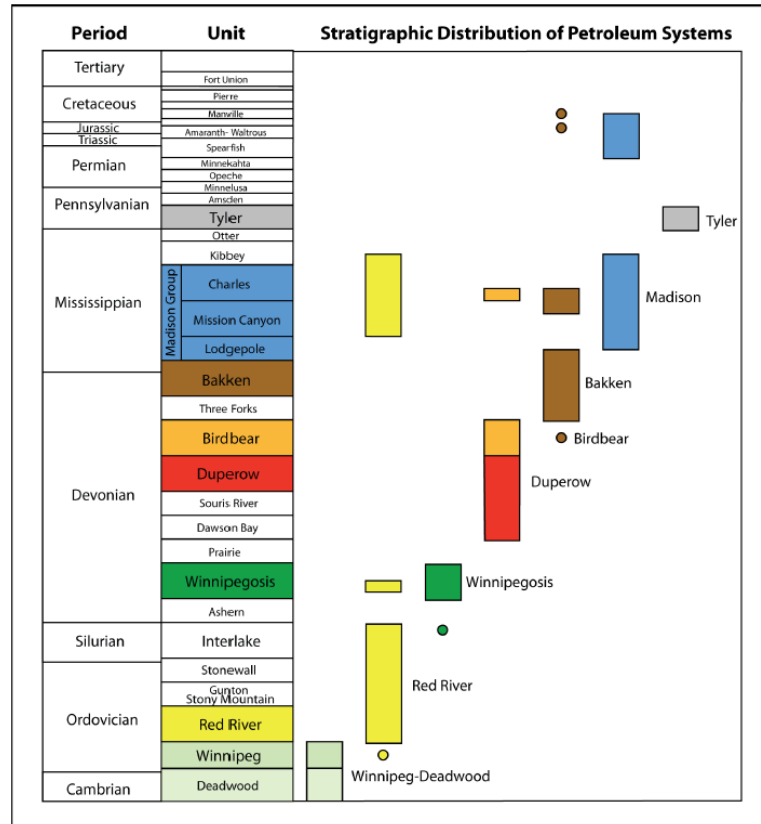 Period Unit Stratigraphic Distribution of Petroleum Systems
Tertiary
Fort Union
Cretaceous
Pierre
Manville
Jurassic
Triassic
Amaranth- Waltrous
Spearfish
Permian
Minnekahta
Opeche
Minnelusa
Pennsylvanian
Amsden
Tyler
Tyler
Otter
Kibbey
Mississippian
Madison Group
Charles
Mission Canyon
Lodgepole
Madison
Bakken
Bakken
Three Forks
Birdbear
Birdbear
Devonian
Duperow
Duperow
Souris River
Dawson Bay
Prairie
Winnipegosis
Winnipegosis
Ashern
Silurian
Interlake
Stonewall
Gunton
Stony Mountain
Ordovician
Red River
Red River
Winnipeg
Winnipeg-Deadwood
Cambrian
Deadwood